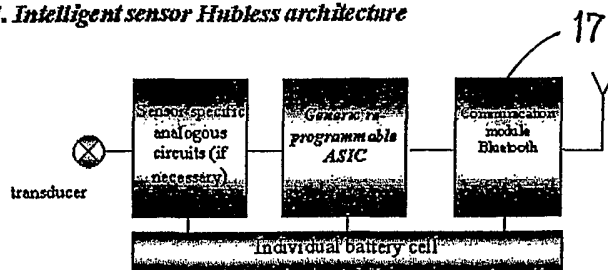 . Intelligent sensor Hubless architecture
17
Sensor specific
analogous
circuits (if
necessary)
Generic re-
programmable
ASIC
Communication
module
Bluetooth
transducer
Individual battery cell